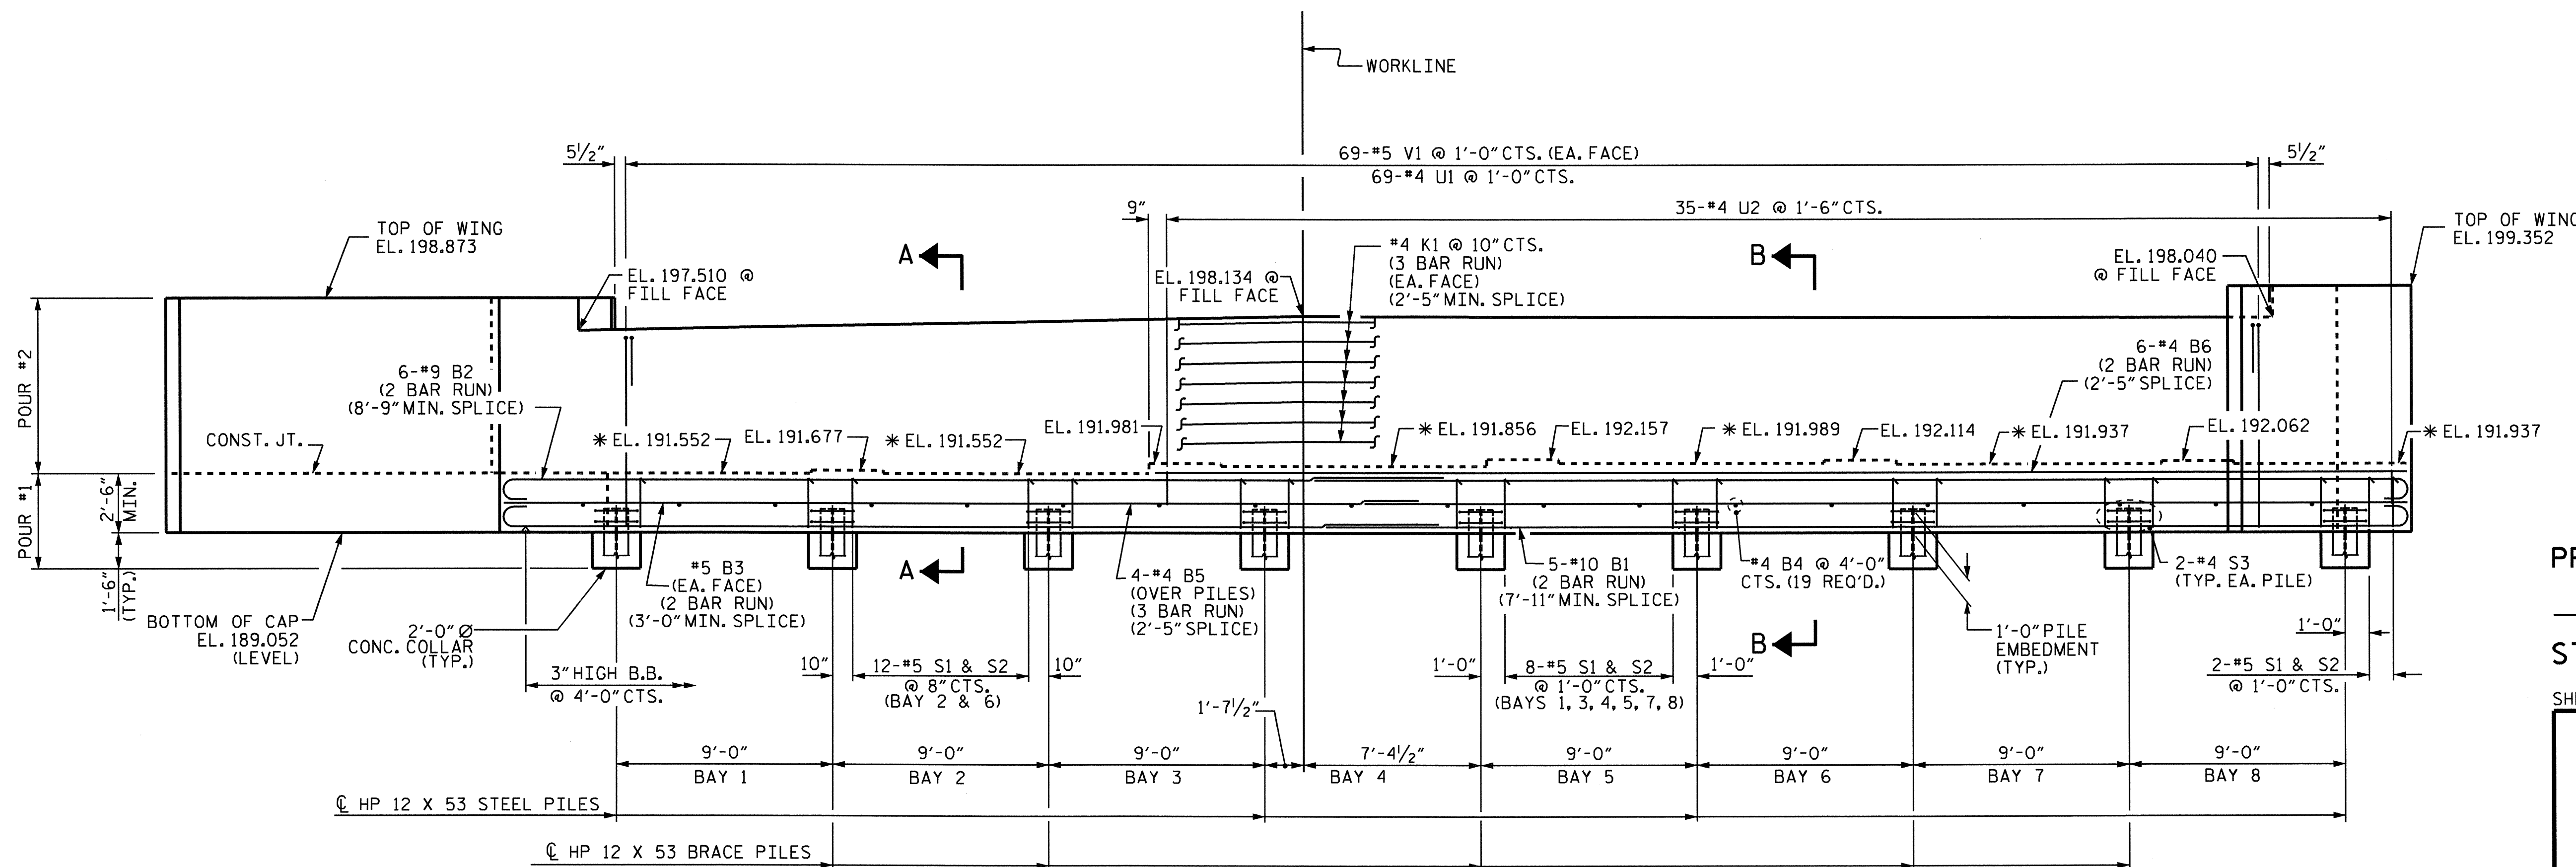 WORKLINE
5½"
69-#5 V1 @ 1'-0" CTS. (EA. FACE)
69-#4 U1 @ 1'-0" CTS.
5½"
9"
35-#4 U2 @ 1'-6" CTS.
TOP OF WING
EL. 198.873
TOP OF WING
EL. 199.352
A
B
EL. 197.510 @
FILL FACE
EL. 198.134 @
FILL FACE
#4 K1 @ 10" CTS.
(3 BAR RUN)
(EA. FACE)
(2'-5" MIN. SPLICE)
EL. 198.040
@ FILL FACE
POUR #2
6-#9 B2
(2 BAR RUN)
(8'-9" MIN. SPLICE)
6-#4 B6
(2 BAR RUN)
(2'-5" SPLICE)
CONST. JT.
* EL. 191.552
EL. 191.677
* EL. 191.552
EL. 191.981
* EL. 191.856
EL. 192.157
* EL. 191.989
EL. 192.114
* EL. 191.937
EL. 192.062
* EL. 191.937
POUR #1
2'-6"
MIN.
1'-6"
(TYP.)
BOTTOM OF CAP
EL. 189.052
(LEVEL)
2'-0" Ø
CONC. COLLAR
(TYP.)
#5 B3
(EA. FACE)
(2 BAR RUN)
(3'-0" MIN. SPLICE)
A
4-#4 B5
(OVER PILES)
(3 BAR RUN)
(2'-5" SPLICE)
5-#10 B1
(2 BAR RUN)
(7'-11" MIN. SPLICE)
#4 B4 @ 4'-0"
CTS. (19 REQ'D.)
B
1'-0" PILE
EMBEDMENT
(TYP.)
2-#4 S3
(TYP. EA. PILE)
3" HIGH B.B.
@ 4'-0" CTS.
10"
12-#5 S1 & S2
@ 8" CTS.
(BAY 2 & 6)
10"
1'-0"
8-#5 S1 & S2
@ 1'-0" CTS.
(BAYS 1, 3, 4, 5, 7, 8)
1'-0"
1'-0"
2-#5 S1 & S2
@ 1'-0" CTS.
1'-7½"
9'-0"
BAY 1
9'-0"
BAY 2
9'-0"
BAY 3
7'-4½"
BAY 4
9'-0"
BAY 5
9'-0"
BAY 6
9'-0"
BAY 7
9'-0"
BAY 8
℄ HP 12 X 53 STEEL PILES
℄ HP 12 X 53 BRACE PILES